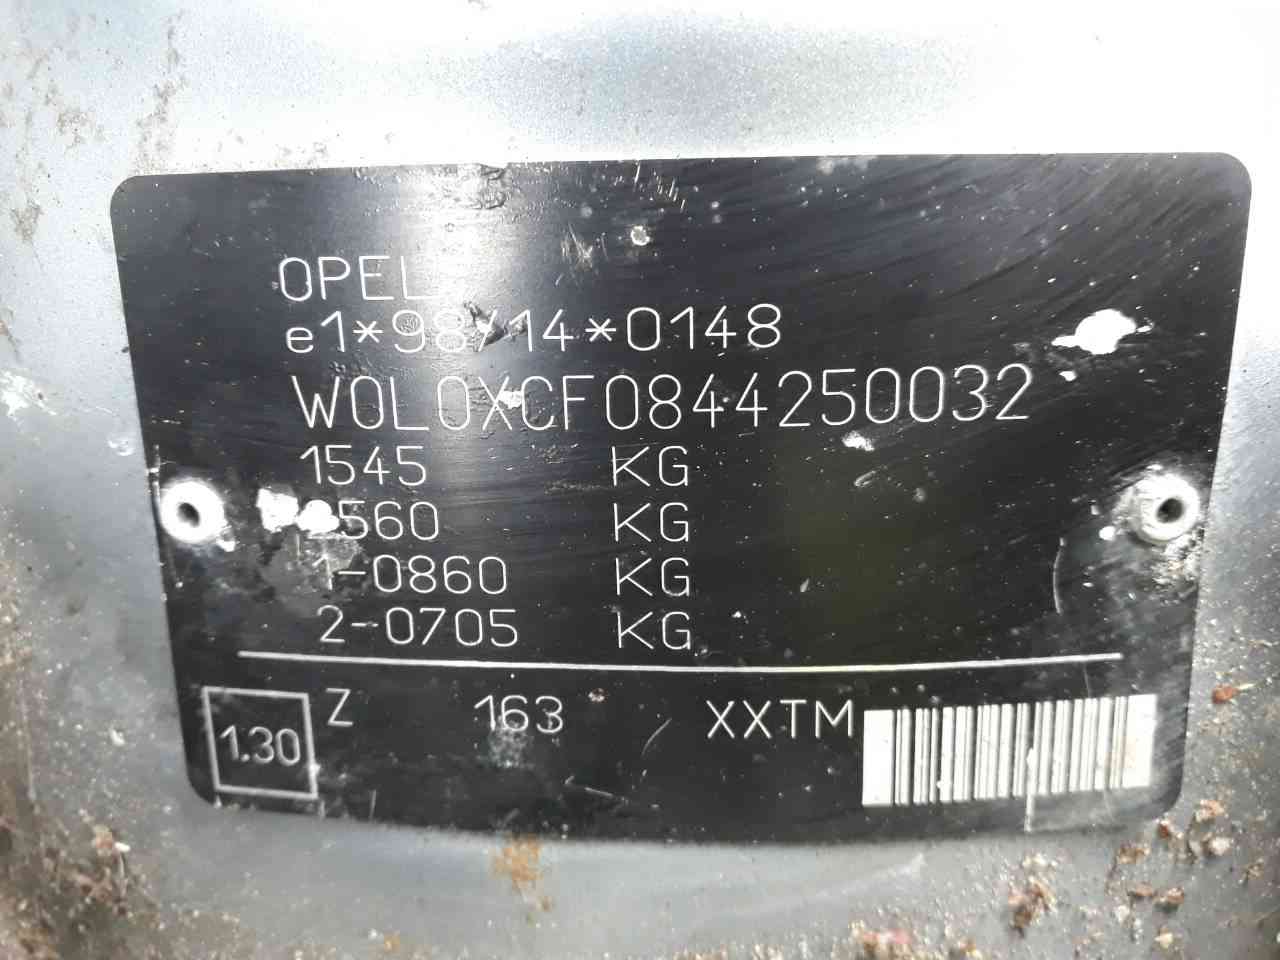 OPEL
e1*98/14*0148
W0L0XCF0844250032
1545 KG
560 KG
1-0860 KG
2-0705 KG
1.30 Z 163 XXTM